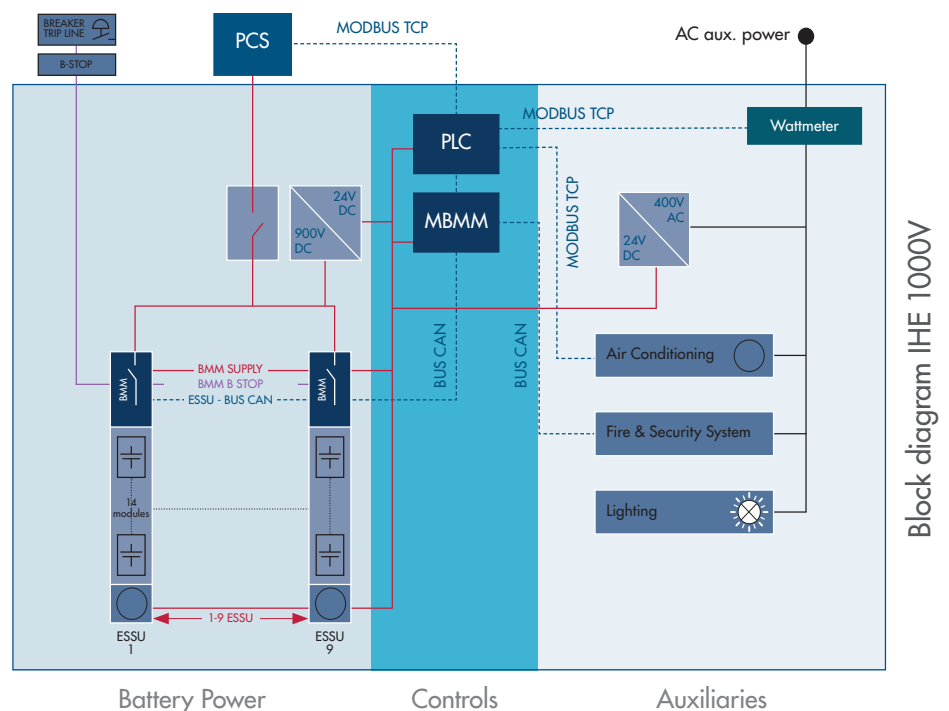 BREAKER
TRIP LINE
B-STOP
PCS
MODBUS TCP
AC aux. power
MODBUS TCP
Wattmeter
PLC
MBMM
24V
DC
900V
DC
MODBUS TCP
400V
AC
24V
DC
BUS CAN
BUS CAN
Air Conditioning
Fire & Security System
Lighting
BMM
BMM
BMM SUPPLY
BMM B STOP
ESSU - BUS CAN
14
modules
1-9 ESSU
ESSU
1
ESSU
9
Battery Power
Controls
Auxiliaries
Block diagram IHE 1000V